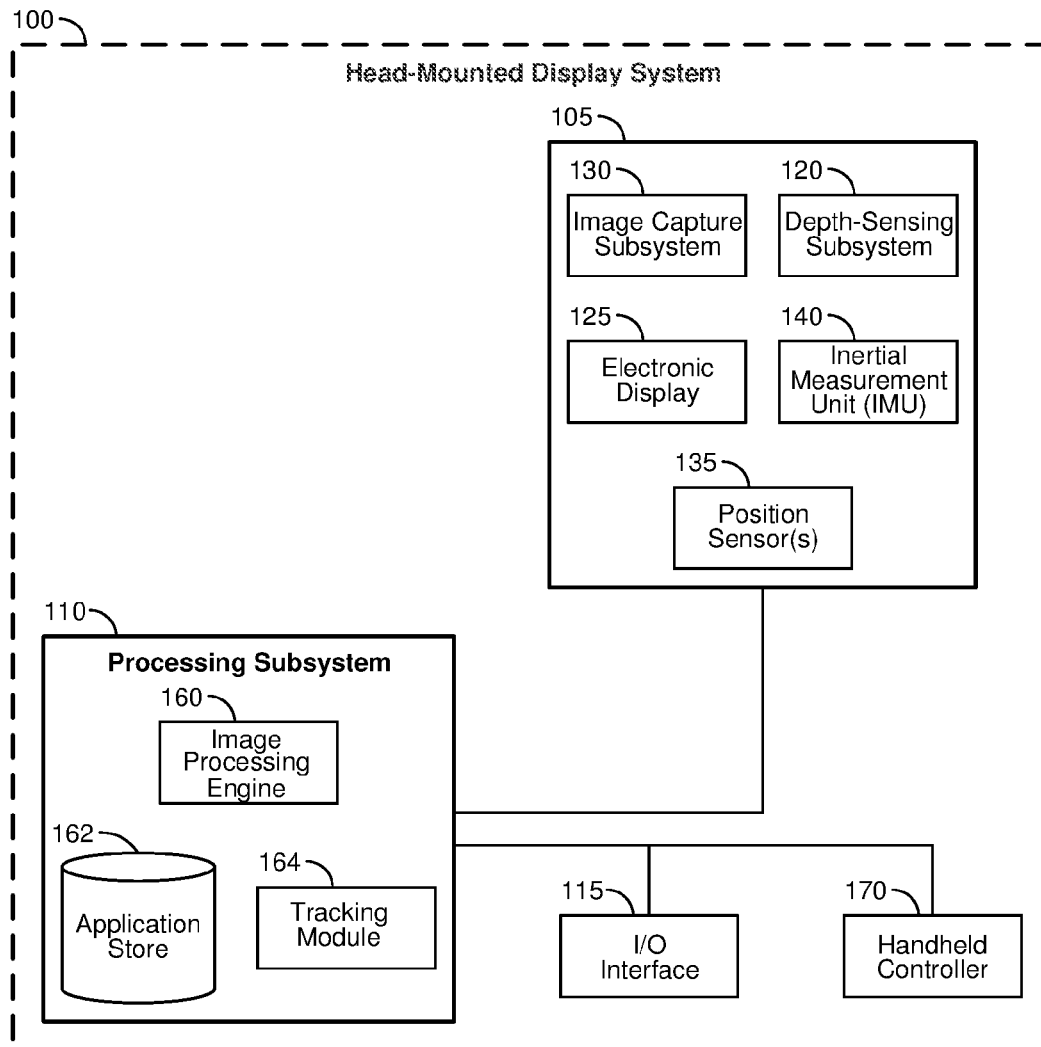 100
Head-Mounted Display System
105
130
Image Capture
Subsystem
120
Depth-Sensing
Subsystem
125
Electronic
Display
140
Inertial
Measurement
Unit (IMU)
135
Position
Sensor(s)
110
Processing Subsystem
160
Image
Processing
Engine
162
Application
Store
164
Tracking
Module
115
I/O
Interface
170
Handheld
Controller